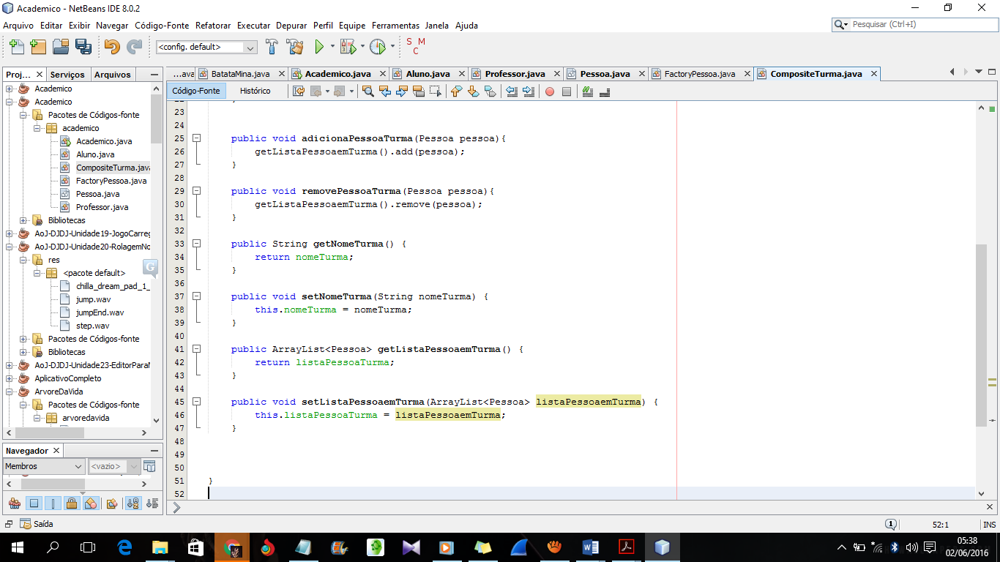 Academico - NetBeans IDE 8.0.2
Arquivo Editar Exibir Navegar Código-Fonte Refatorar Executar Depurar Perfil Equipe Ferramentas Janela Ajuda
Pesquisar (Ctrl+I)
<config. default>
S M
C
Proj... Serviços Arquivos
...ava BatataMina.java Academico.java Aluno.java Professor.java Pessoa.java FactoryPessoa.java CompositeTurma.java
Código-Fonte Histórico
Academico
Academico
Pacotes de Códigos-fonte
academico
Academico.java
Aluno.java
CompositeTurma.java
FactoryPessoa.java
Pessoa.java
Professor.java
Bibliotecas
AoJ-DJDJ-Unidade19-JogoCarreg
AoJ-DJDJ-Unidade20-RolagemNo
res
<pacote default>
chilla_dream_pad_1_
jump.wav
jumpEnd.wav
step.wav
Pacotes de Códigos-fonte
Bibliotecas
AoJ-DJDJ-Unidade23-EditorParaM
AplicativoCompleto
ArvoreDaVida
Pacotes de Códigos-fonte
arvoredavida
G
Navegador
Membros <vazio>
22 }
23
24
25 public void adicionaPessoaTurma(Pessoa pessoa){
26 getListaPessoaemTurma().add(pessoa);
27 }
28
29 public void removePessoaTurma(Pessoa pessoa){
30 getListaPessoaemTurma().remove(pessoa);
31 }
32
33 public String getNomeTurma() {
34 return nomeTurma;
35 }
36
37 public void setNomeTurma(String nomeTurma) {
38 this.nomeTurma = nomeTurma;
39 }
40
41 public ArrayList<Pessoa> getListaPessoaemTurma() {
42 return listaPessoaTurma;
43 }
44
45 public void setListaPessoaemTurma(ArrayList<Pessoa> listaPessoaemTurma) {
46 this.listaPessoaTurma = listaPessoaemTurma;
47 }
48
49
50
51 }
52
Saída
1 52:1 INS
05:38
02/06/2016